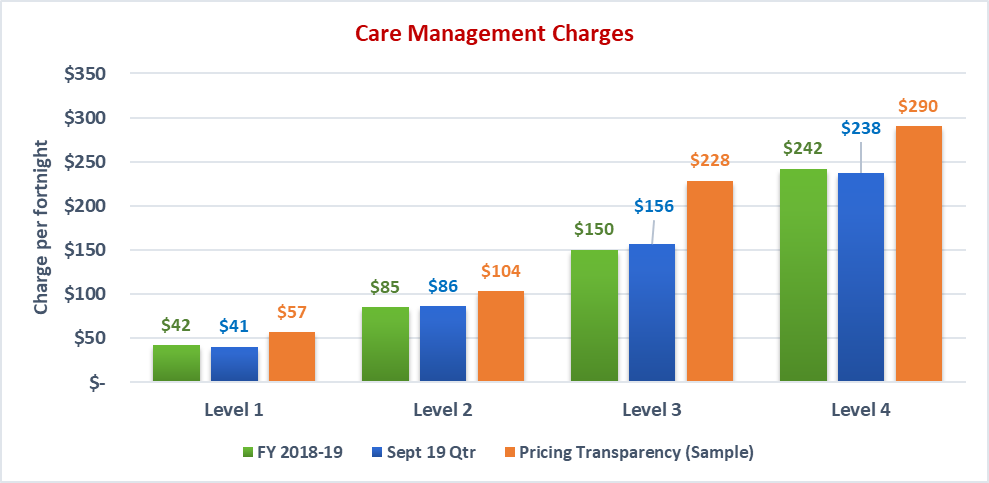 Care Management Charges
Charge per fortnight
$350
$300
$250
$200
$150
$100
$50
$-
$42
$41
$57
$85
$86
$104
$150
$156
$228
$242
$238
$290
Level 1
Level 2
Level 3
Level 4
FY 2018-19
Sept 19 Qtr
Pricing Transparency (Sample)